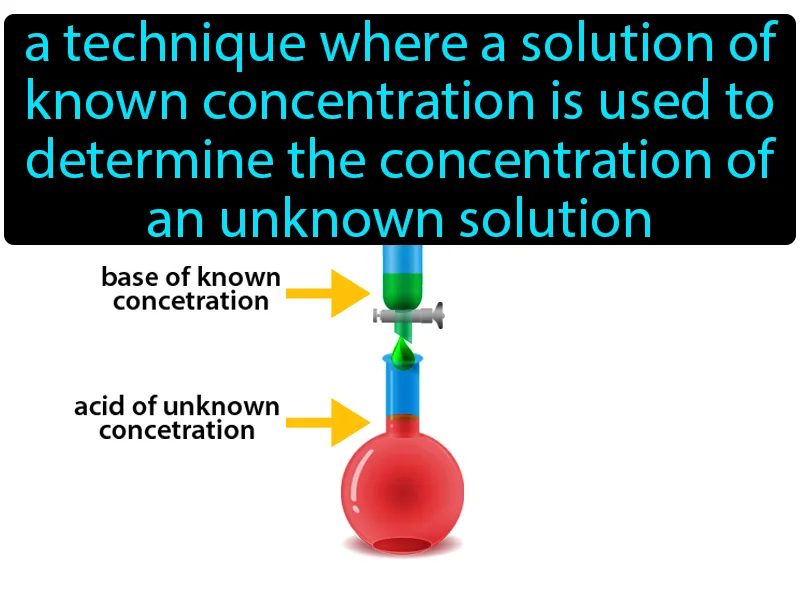 a technique where a solution of
known concentration is used to
determine the concentration of
an unknown solution
base of known
concetration
acid of unknown
concetration